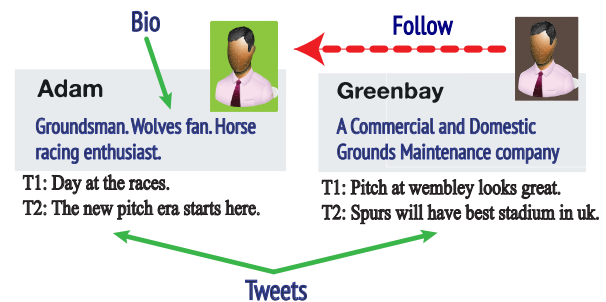 Bio
Follow
Adam
Groundsman. Wolves fan. Horse
racing enthusiast.
T1: Day at the races.
T2: The new pitch era starts here.
Greenbay
A Commercial and Domestic
Grounds Maintenance company
T1: Pitch at wembley looks great.
T2: Spurs will have best stadium in uk.
Tweets